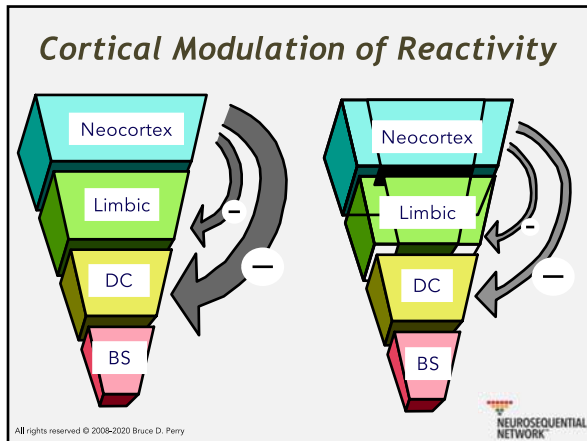 Cortical Modulation of Reactivity
Neocortex
Limbic
–
DC
–
BS
Neocortex
Limbic
–
DC
–
BS
All rights reserved © 2008-2020 Bruce D. Perry
NEUROSEQUENTIAL
NETWORK™